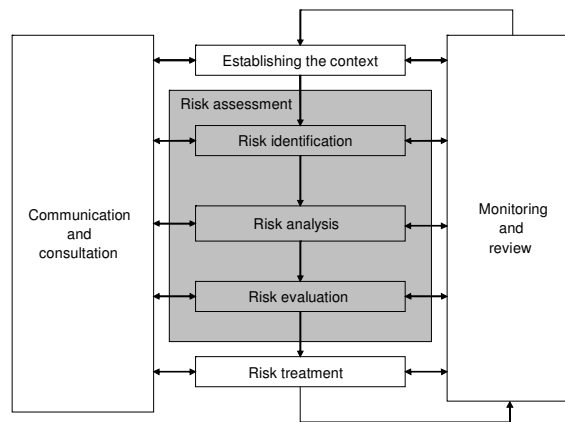 Establishing the context
Risk assessment
Risk identification
Communication
and
consultation
Risk analysis
Monitoring
and
review
Risk evaluation
Risk treatment